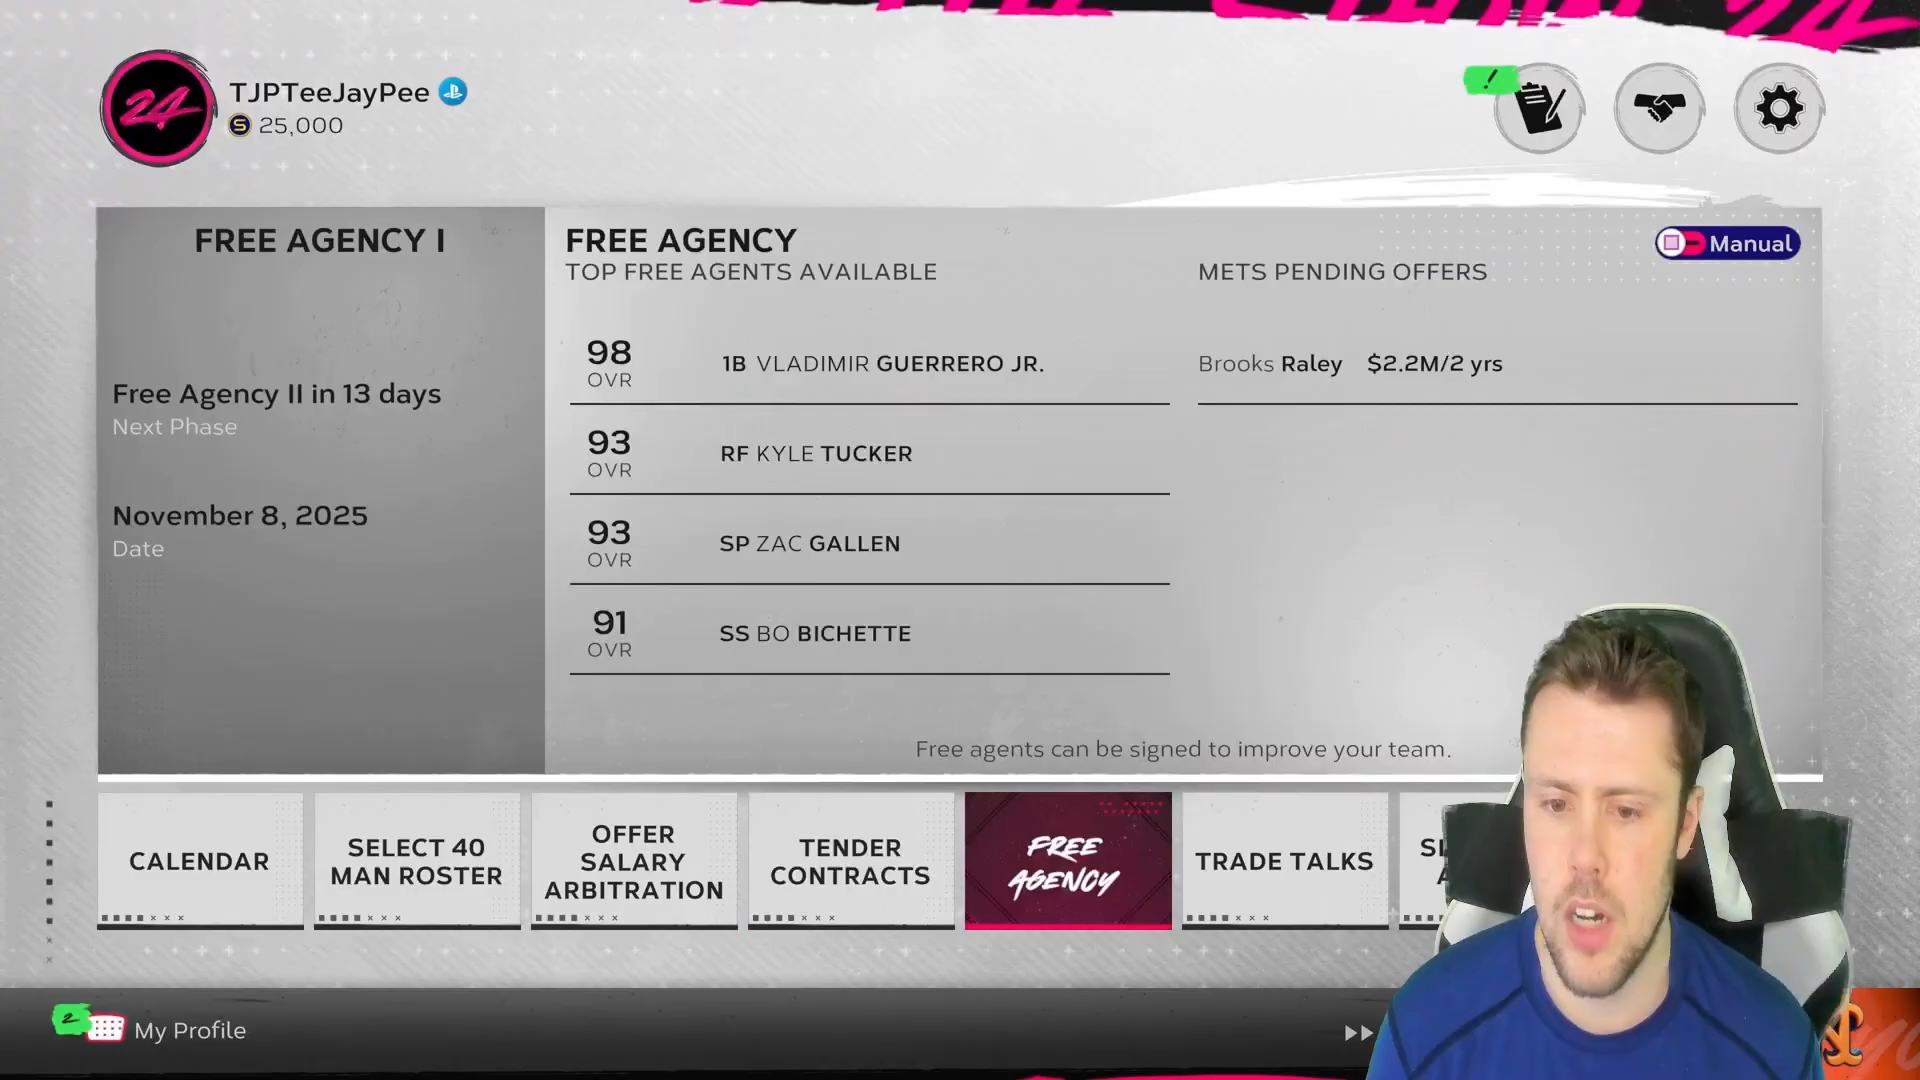 24
TJPTeeJayPee
S 25,000
!
FREE AGENCY I
Free Agency II in 13 days
Next Phase
November 8, 2025
Date
FREE AGENCY
TOP FREE AGENTS AVAILABLE
98 OVR 1B VLADIMIR GUERRERO JR.
93 OVR RF KYLE TUCKER
93 OVR SP ZAC GALLEN
91 OVR SS BO BICHETTE
Manual
METS PENDING OFFERS
Brooks Raley $2.2M/2 yrs
Free agents can be signed to improve your team.
CALENDAR
SELECT 40
MAN ROSTER
OFFER
SALARY
ARBITRATION
TENDER
CONTRACTS
FREE
AGENCY
TRADE TALKS
2
My Profile